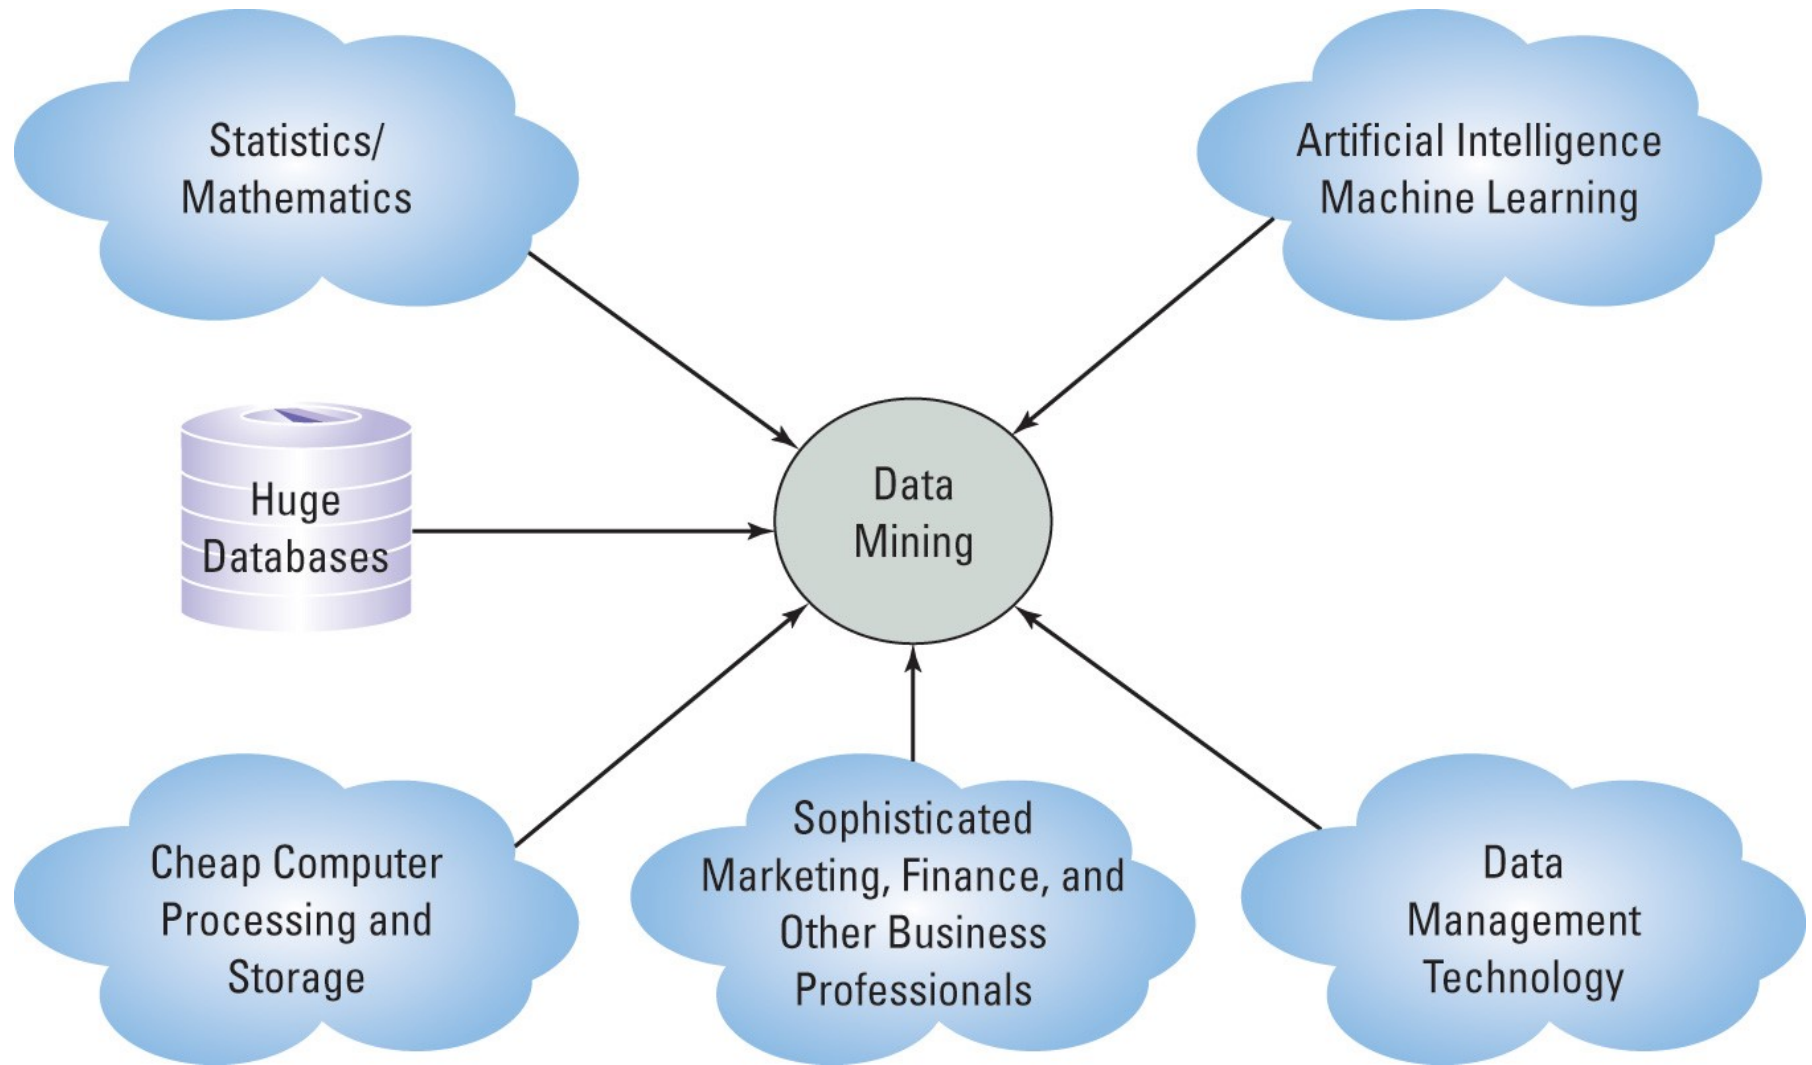 Statistics/
Mathematics
Artificial Intelligence
Machine Learning
Huge
Databases
Data
Mining
Cheap Computer
Processing and
Storage
Sophisticated
Marketing, Finance, and
Other Business
Professionals
Data
Management
Technology